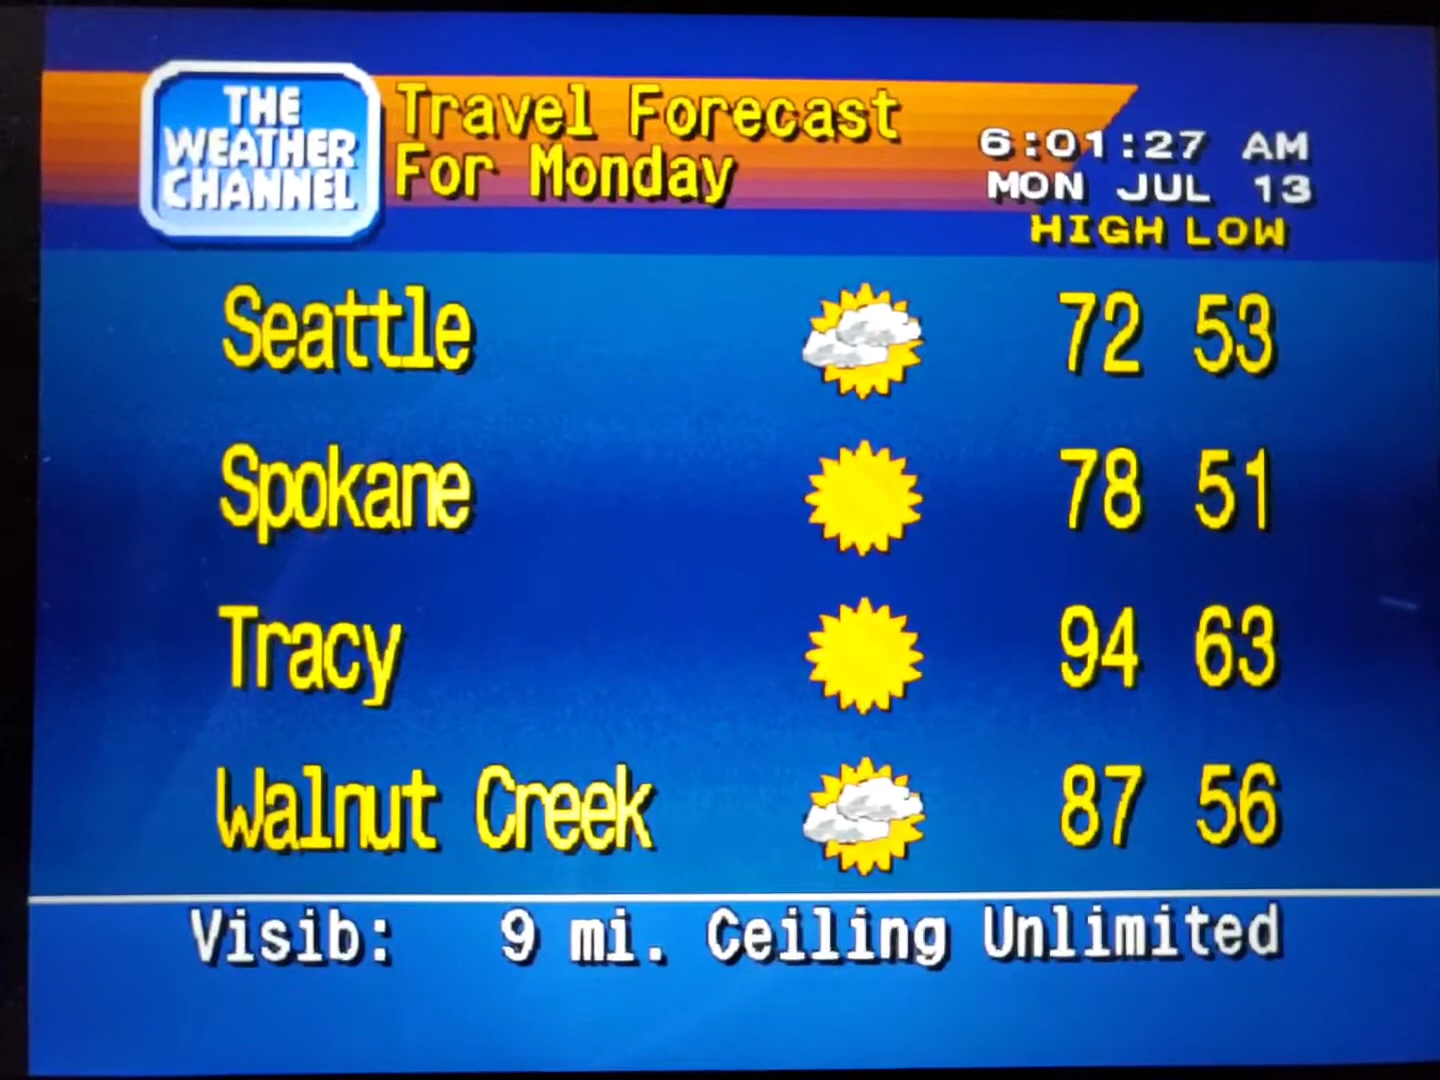 THE
WEATHER
CHANNEL
Travel Forecast
For Monday
6:01:27 AM
MON JUL 13
HIGH LOW
Seattle 72 53
Spokane 78 51
Tracy 94 63
Walnut Creek 87 56
Visib: 9 mi. Ceiling Unlimited